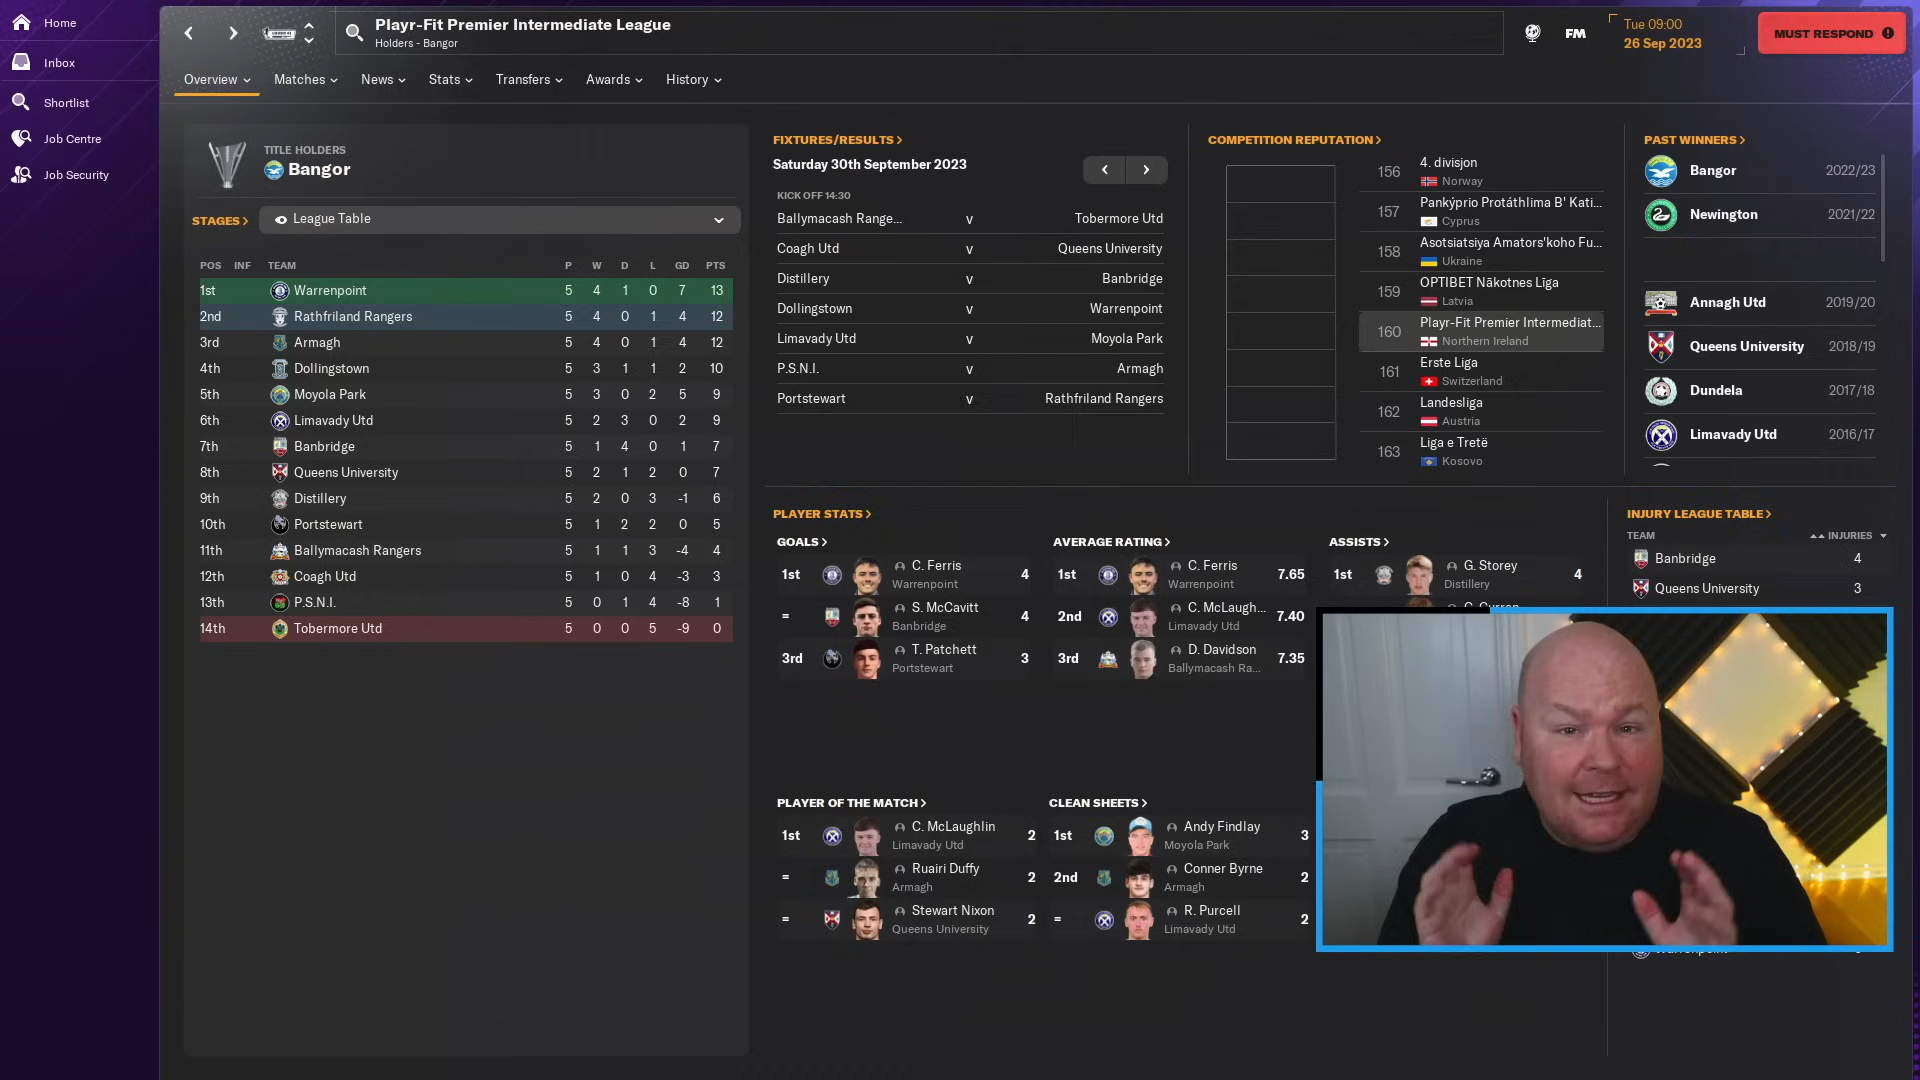 Home
Inbox
Shortlist
Job Centre
Job Security
Playr-Fit Premier Intermediate League
Holders - Bangor
FM
Tue 09:00
26 Sep 2023
MUST RESPOND
Overview
Matches
News
Stats
Transfers
Awards
History
TITLE HOLDERS
Bangor
STAGES
League Table
POS INF TEAM P W D L GD PTS
1st Warrenpoint 5 4 1 0 7 13
2nd Rathfriland Rangers 5 4 0 1 4 12
3rd Armagh 5 4 0 1 4 12
4th Dollingstown 5 3 1 1 2 10
5th Moyola Park 5 3 0 2 5 9
6th Limavady Utd 5 2 3 0 2 9
7th Banbridge 5 1 4 0 1 7
8th Queens University 5 2 1 2 0 7
9th Distillery 5 2 0 3 -1 6
10th Portstewart 5 1 2 2 0 5
11th Ballymacash Rangers 5 1 1 3 -4 4
12th Coagh Utd 5 1 0 4 -3 3
13th P.S.N.I. 5 0 1 4 -8 1
14th Tobermore Utd 5 0 0 5 -9 0
FIXTURES/RESULTS
Saturday 30th September 2023
KICK OFF 14:30
Ballymacash Range... v Tobermore Utd
Coagh Utd v Queens University
Distillery v Banbridge
Dollingstown v Warrenpoint
Limavady Utd v Moyola Park
P.S.N.I. v Armagh
Portstewart v Rathfriland Rangers
COMPETITION REPUTATION
156 4. divisjon
Norway
157 Pankýprio Protáthlima B' Kati...
Cyprus
158 Asotsiatsiya Amators'koho Fu...
Ukraine
159 OPTIBET Nākotnes Līga
Latvia
160 Playr-Fit Premier Intermediat...
Northern Ireland
161 Erste Liga
Switzerland
162 Landesliga
Austria
163 Liga e Tretë
Kosovo
PAST WINNERS
Bangor 2022/23
Newington 2021/22
Annagh Utd 2019/20
Queens University 2018/19
Dundela 2017/18
Limavady Utd 2016/17
PLAYER STATS
GOALS
1st C. Ferris 4
Warrenpoint
= S. McCavitt 4
Banbridge
3rd T. Patchett 3
Portstewart
AVERAGE RATING
1st C. Ferris 7.65
Warrenpoint
2nd C. McLaugh... 7.40
Limavady Utd
3rd D. Davidson 7.35
Ballymacash Ra...
ASSISTS
1st G. Storey 4
Distillery
INJURY LEAGUE TABLE
TEAM INJURIES
Banbridge 4
Queens University 3
PLAYER OF THE MATCH
1st C. McLaughlin 2
Limavady Utd
= Ruairi Duffy 2
Armagh
= Stewart Nixon 2
Queens University
CLEAN SHEETS
1st Andy Findlay 3
Moyola Park
2nd Conner Byrne 2
Armagh
= R. Purcell 2
Limavady Utd